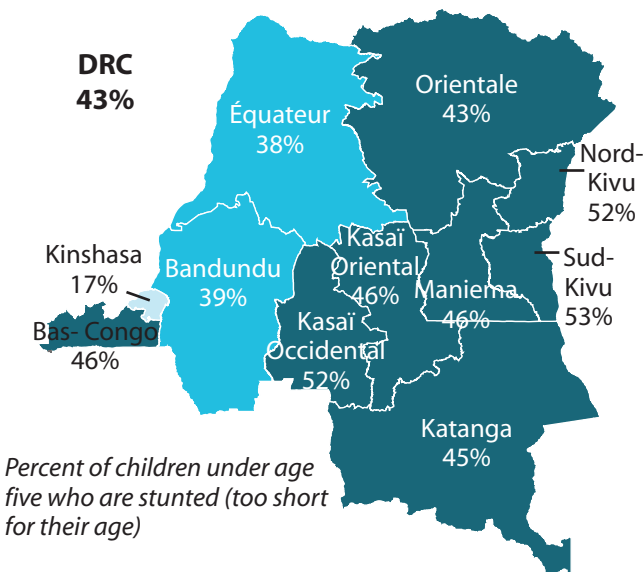 DRC
43%
Orientale
43%
Équateur
38%
Nord-
Kivu
52%
Kinshasa
17%
Bandundu
39%
Kasaï
Oriental
46%
Maniema
46%
Sud-
Kivu
53%
Bas- Congo
46%
Kasaï
Occidental
52%
Katanga
45%
Percent of children under age
five who are stunted (too short
for their age)